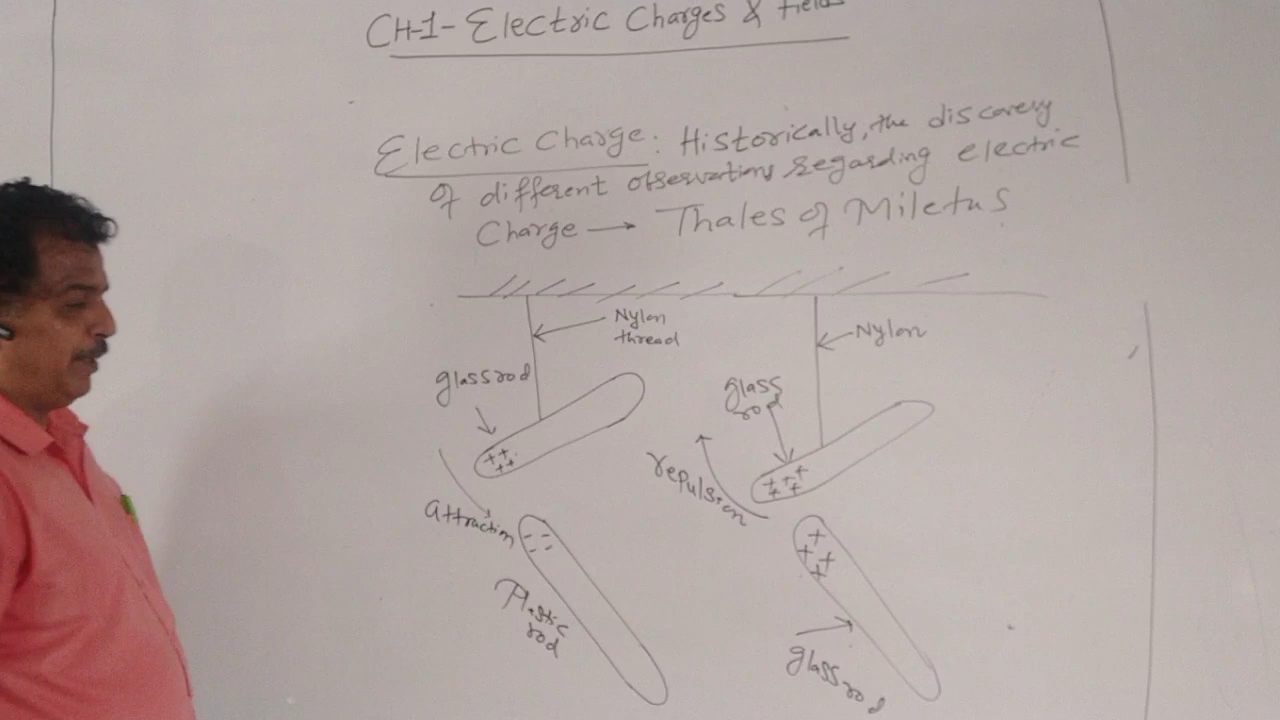 CH-1- Electric Charges & Fields
Electric Charge: Historically, the discovery
of different observations regarding electric
Charge → Thales of Miletus
Nylon
thread
Nylon
glass rod
glass
rod
++
++
+++
++
repulsion
attraction
--
--
+
++
+
Plastic
rod
glass rod